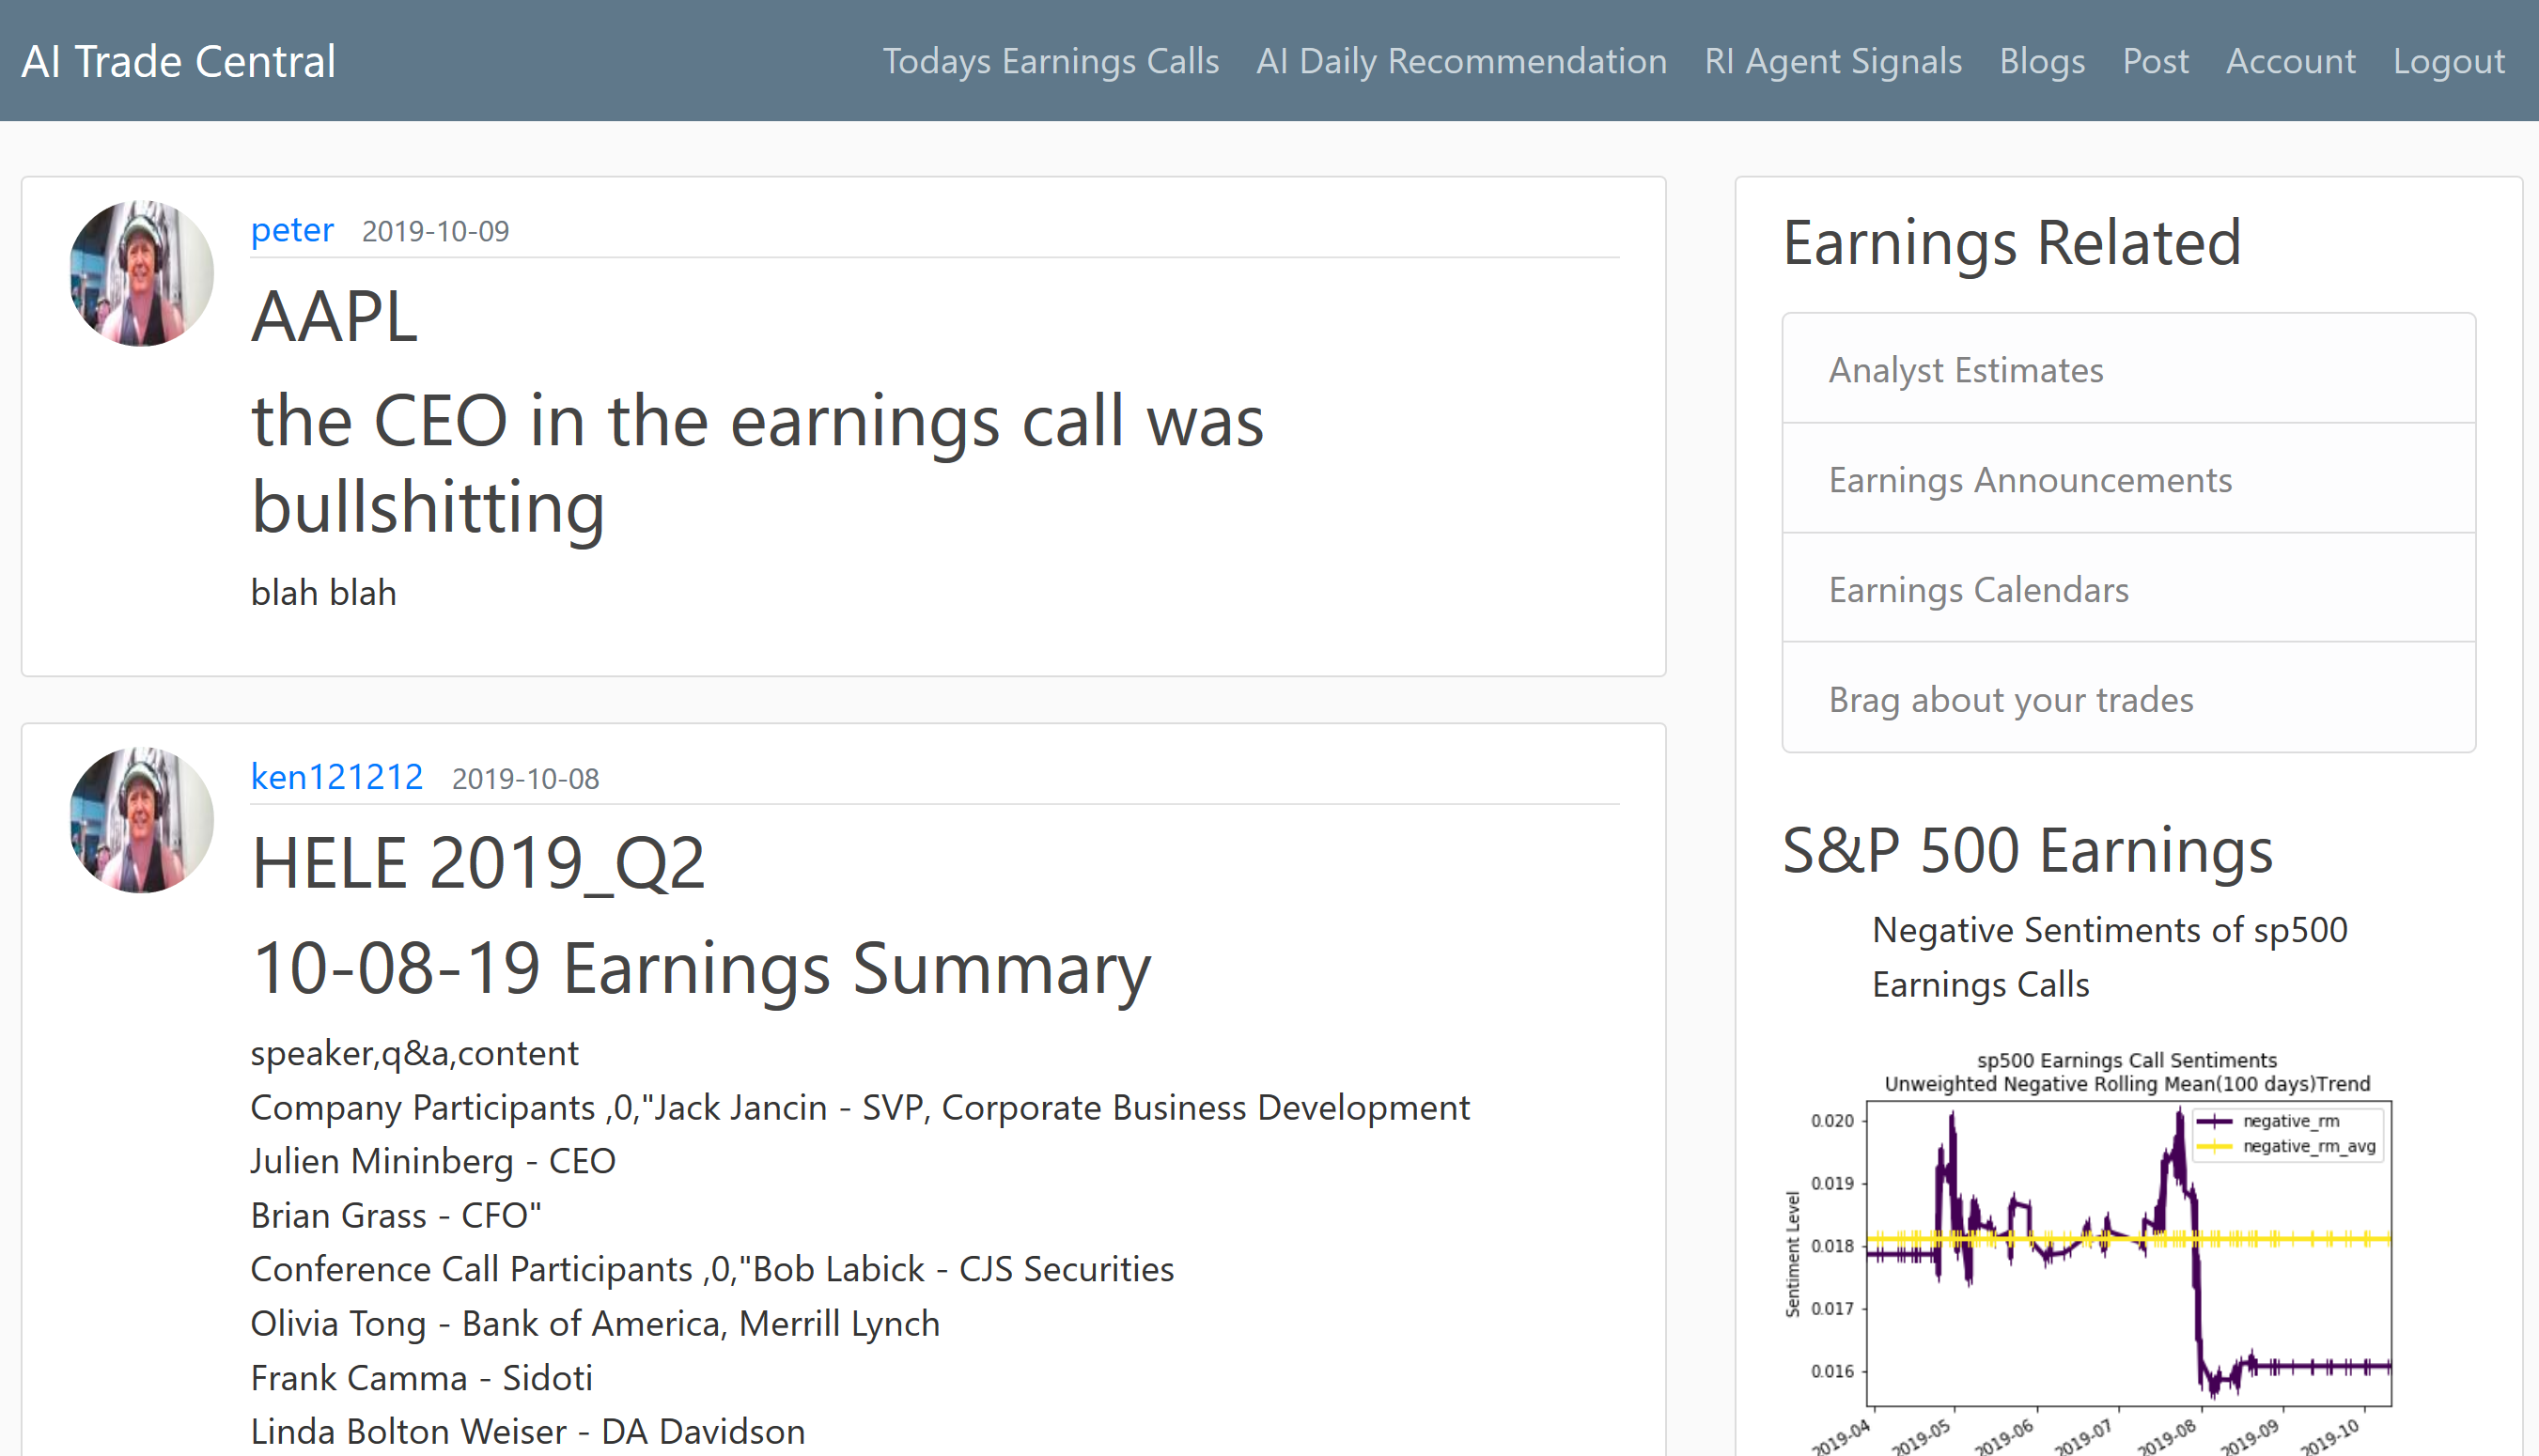 AI Trade Central
Todays Earnings Calls
AI Daily Recommendation
RI Agent Signals
Blogs
Post
Account
Logout
peter 2019-10-09
AAPL
the CEO in the earnings call was
bullshitting
blah blah
ken121212 2019-10-08
HELE 2019_Q2
10-08-19 Earnings Summary
speaker,q&a,content
Company Participants ,0,"Jack Jancin - SVP, Corporate Business Development
Julien Mininberg - CEO
Brian Grass - CFO"
Conference Call Participants ,0,"Bob Labick - CJS Securities
Olivia Tong - Bank of America, Merrill Lynch
Frank Camma - Sidoti
Linda Bolton Weiser - DA Davidson
Earnings Related
Analyst Estimates
Earnings Announcements
Earnings Calendars
Brag about your trades
S&P 500 Earnings
Negative Sentiments of sp500
Earnings Calls
sp500 Earnings Call Sentiments
Unweighted Negative Rolling Mean(100 days)Trend
negative_rm
negative_rm_avg
Sentiment Level
0.020
0.019
0.018
0.017
0.016
2019-04
2019-05
2019-06
2019-07
2019-08
2019-09
2019-10